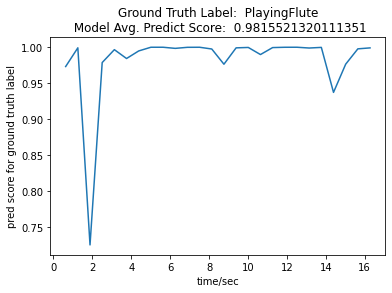 Ground Truth Label:  PlayingFlute
Model Avg. Predict Score:  0.9815521320111351
1.00
0.95
0.90
0.85
0.80
0.75
pred score for ground truth label
0 2 4 6 8 10 12 14 16
time/sec